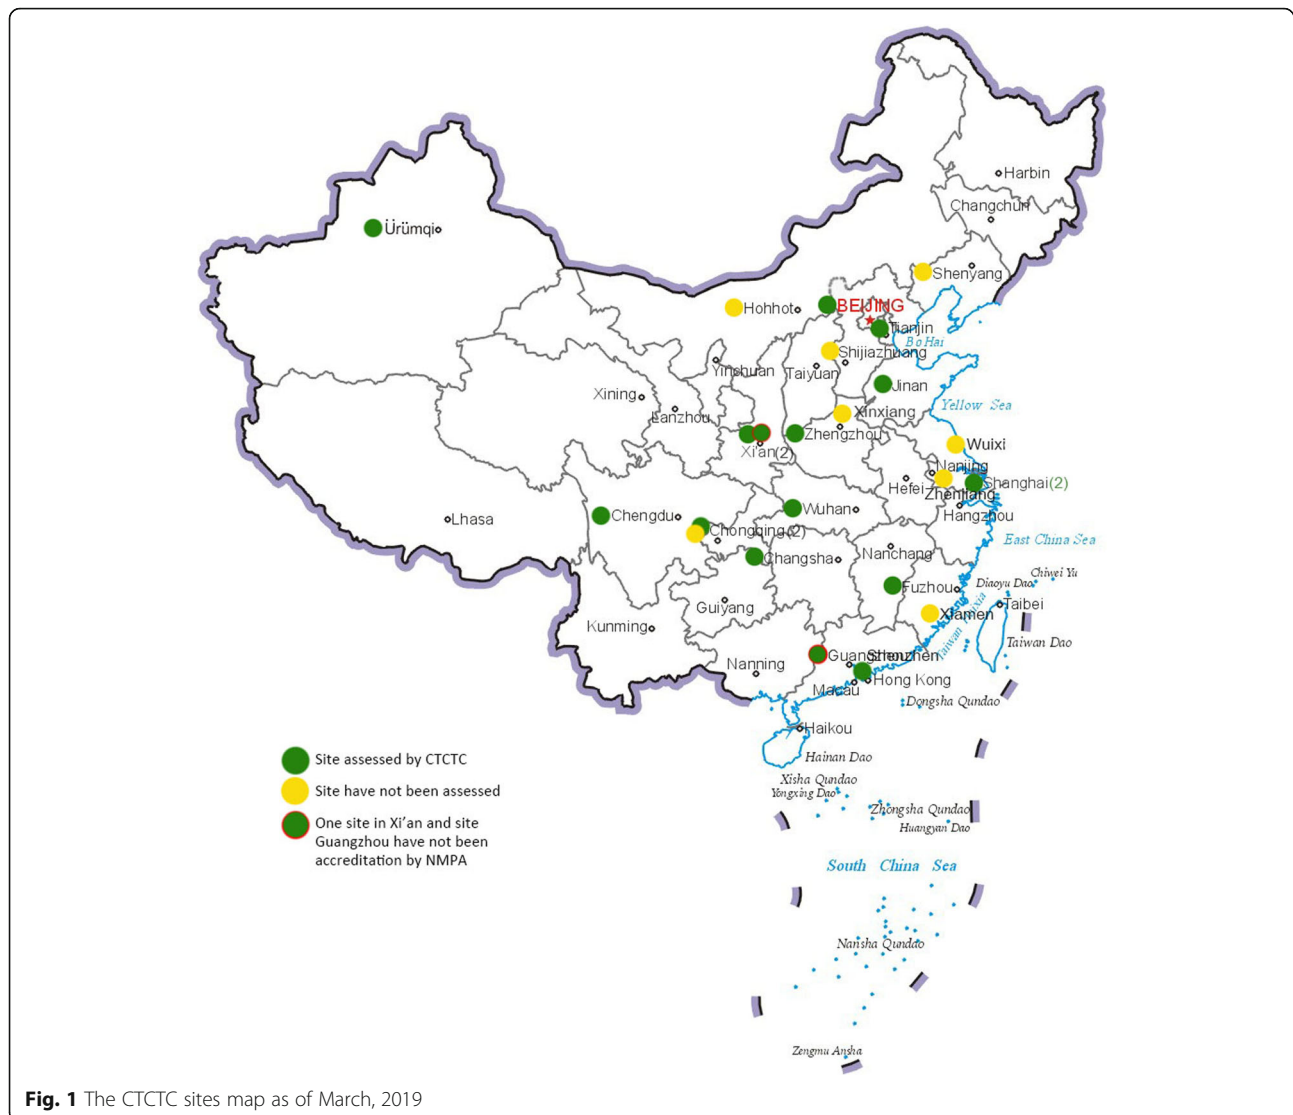 Harbin
Changchun
Ürümqi
Shenyang
Hohhot
BEIJING
Tianjin
Bo Hai
Shijiazhuang
Yinchuan
Taiyuan
Jinan
Xining
Lanzhou
Yellow Sea
Xinxiang
Zhengzhou
Xi'an(2)
Wuixi
Nanjing
Hefei
Shanghai(2)
Zhenjiang
Hangzhou
Lhasa
Chengdu
Wuhan
Chongqing(2)
East China Sea
Changsha
Nanchang
Chiwei Yu
Diaoyu Dao
Fuzhou
Guiyang
Taibei
Xiamen
Kunming
Taiwan Haixia
Taiwan Dao
Guangzhou
Shenzhen
Nanning
Hong Kong
Macau
Dongsha Qundao
Haikou
Hainan Dao
Site assessed by CTCTC
Xisha Qundao
Site have not been assessed
Yongxing Dao
Zhongsha Qundao
One site in Xi'an and site
Guangzhou have not been
accreditation by NMPA
Huangyan Dao
South China Sea
Nansha Qundao
Zengmu Ansha
Fig. 1 The CTCTC sites map as of March, 2019